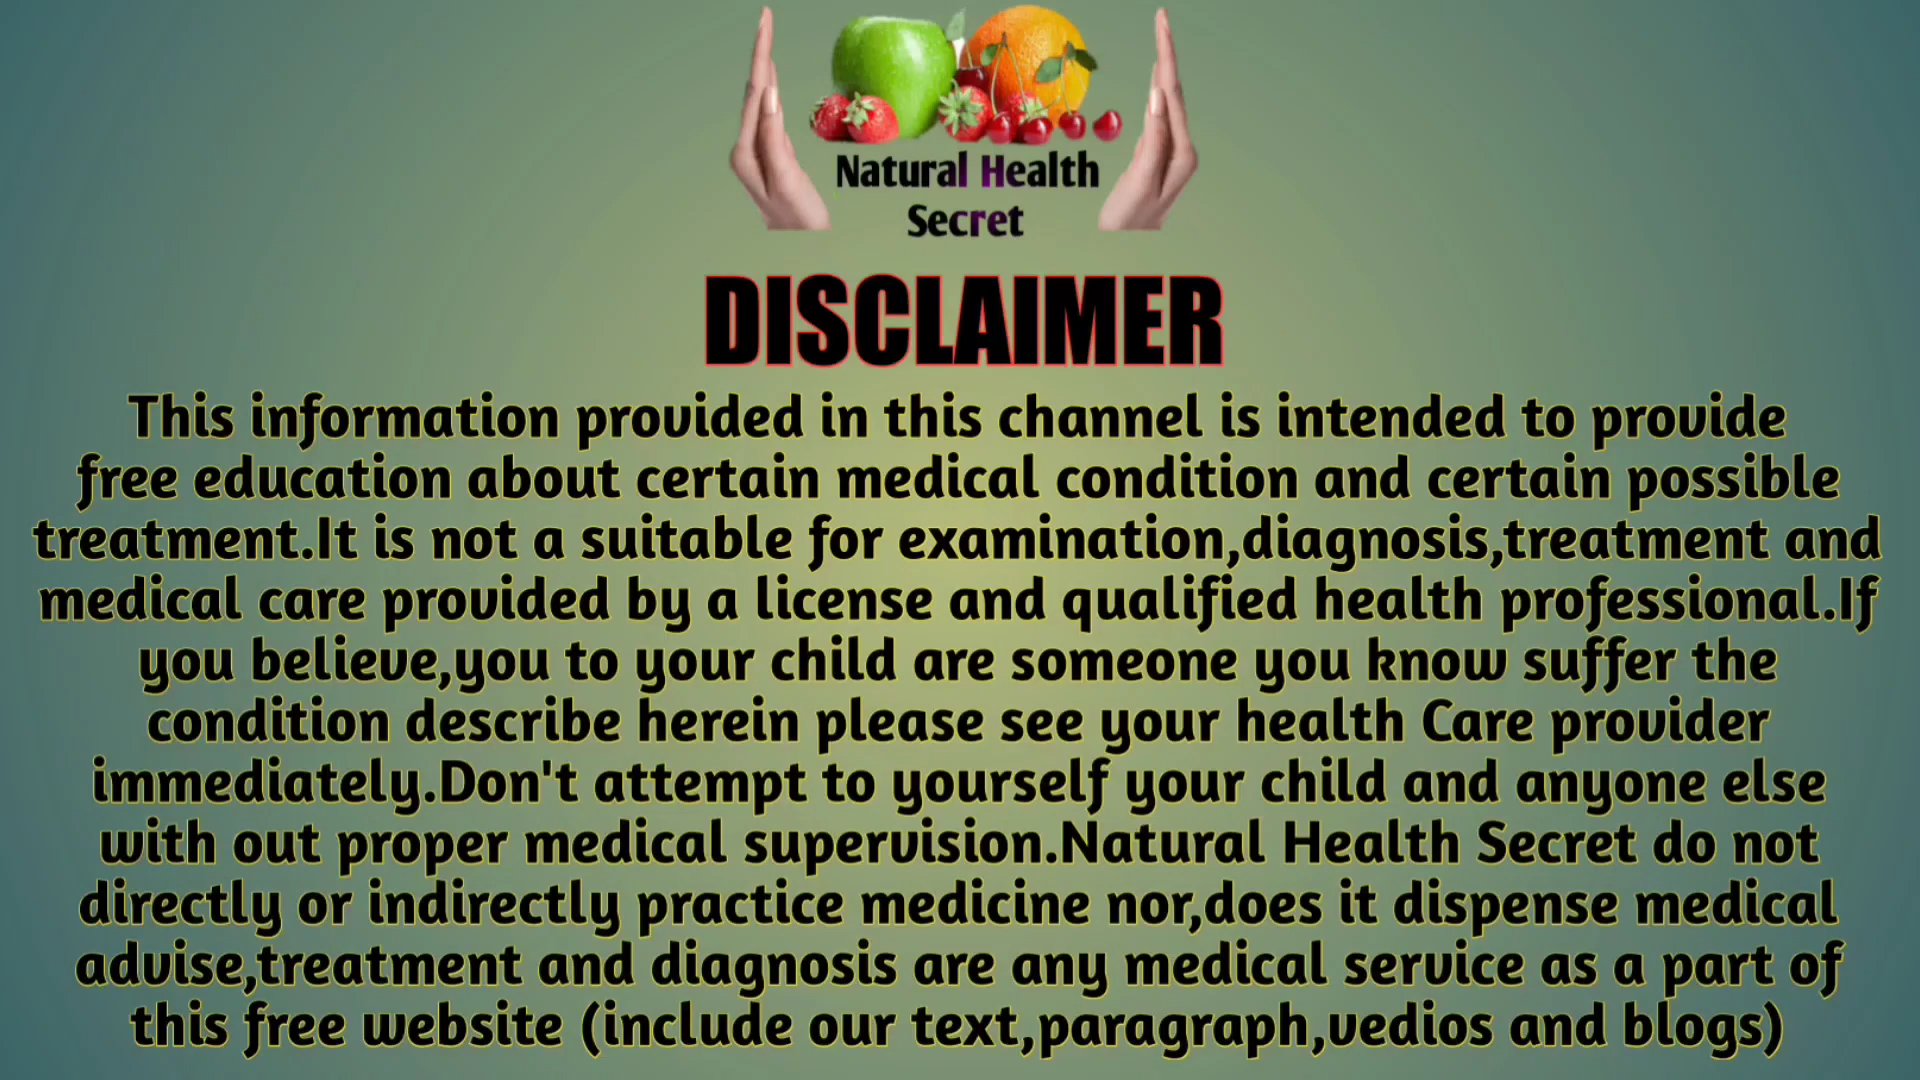 Natural Health
Secret
DISCLAIMER
This information provided in this channel is intended to provide
free education about certain medical condition and certain possible
treatment.It is not a suitable for examination,diagnosis,treatment and
medical care provided by a license and qualified health professional.If
you believe,you to your child are someone you know suffer the
condition describe herein please see your health Care provider
immediately.Don't attempt to yourself your child and anyone else
with out proper medical supervision.Natural Health Secret do not
directly or indirectly practice medicine nor,does it dispense medical
advise,treatment and diagnosis are any medical service as a part of
this free website (include our text,paragraph,vedios and blogs)